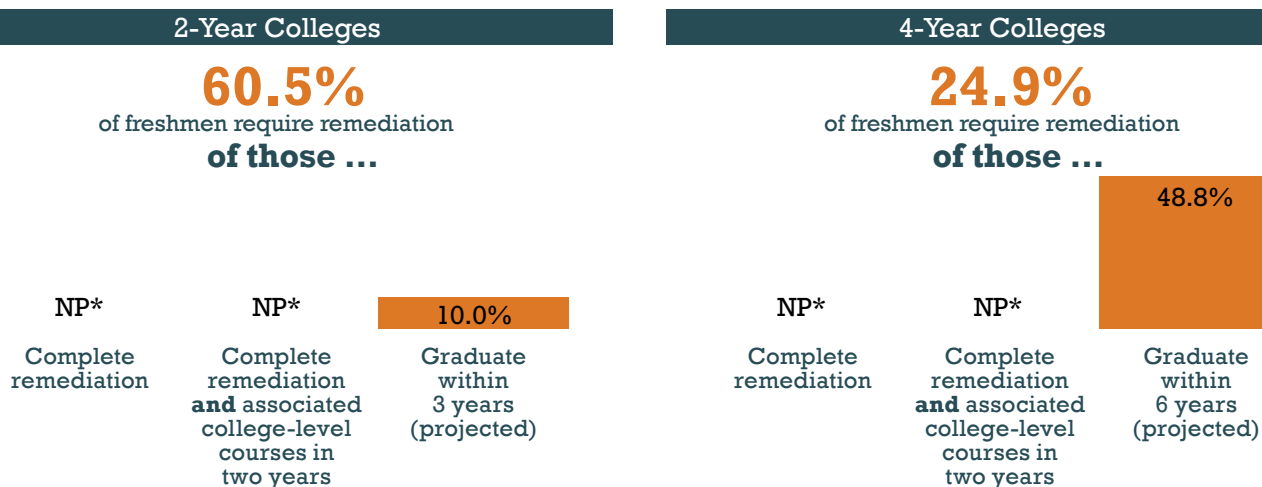 2-Year Colleges
60.5%
of freshmen require remediation
of those ...
NP*
NP*
10.0%
Complete
remediation
Complete
remediation
and associated
college-level
courses in
two years
Graduate
within
3 years
(projected)
4-Year Colleges
24.9%
of freshmen require remediation
of those ...
NP*
NP*
48.8%
Complete
remediation
Complete
remediation
and associated
college-level
courses in
two years
Graduate
within
6 years
(projected)